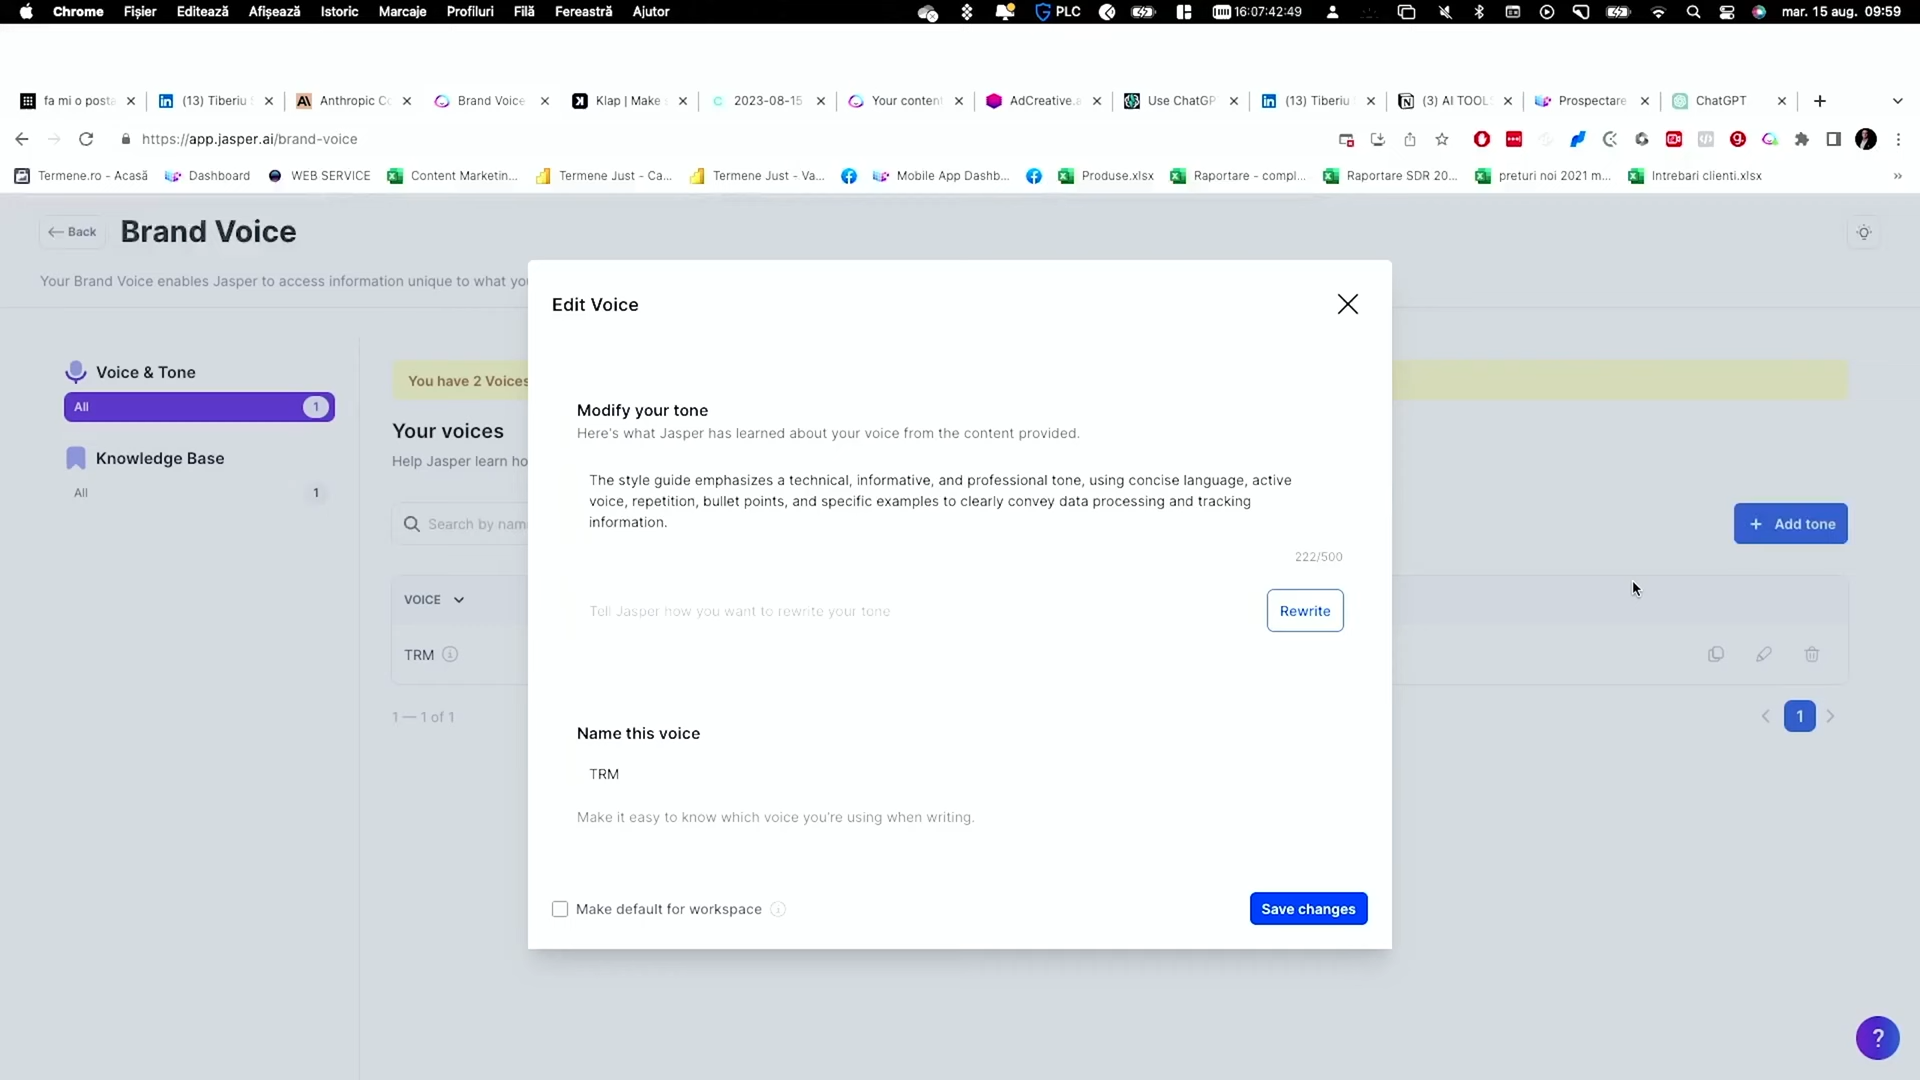 Chrome Fișier Editează Afișează Istoric Marcaje Profiluri Filă Fereastră Ajutor PLC 16:07:42:49 mar. 15 aug. 09:59
fa mi o posta (13) Tiberiu Anthropic Co Brand Voice Klap | Make 2023-08-15 Your content AdCreative.a Use ChatGP (13) Tiberiu (3) AI TOOLS Prospectare ChatGPT
https://app.jasper.ai/brand-voice
Termene.ro - Acasă Dashboard WEB SERVICE Content Marketin... Termene Just - Ca... Termene Just - Va... Mobile App Dashb... Produse.xlsx Raportare - compl... Raportare SDR 20... preturi noi 2021 m... Intrebari clienti.xlsx »
Back Brand Voice
Your Brand Voice enables Jasper to access information unique to what yo
Edit Voice
Voice & Tone
All 1
Knowledge Base
All 1
You have 2 Voices
Your voices
Help Jasper learn ho
Search by nam
+ Add tone
VOICE
TRM
1 — 1 of 1
1
Modify your tone
Here's what Jasper has learned about your voice from the content provided.
The style guide emphasizes a technical, informative, and professional tone, using concise language, active
voice, repetition, bullet points, and specific examples to clearly convey data processing and tracking
information.
222/500
Tell Jasper how you want to rewrite your tone
Rewrite
Name this voice
TRM
Make it easy to know which voice you're using when writing.
Make default for workspace
Save changes
?